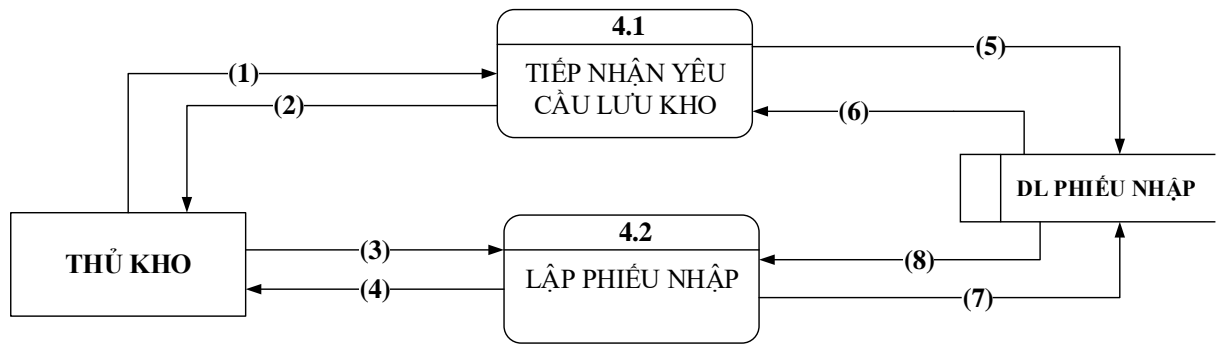 4.1
(5)
TIẾP NHẬN YÊU
CẦU LƯU KHO
(1)
(2)
(6)
DL PHIẾU NHẬP
4.2
THỦ KHO
(3)
LẬP PHIẾU NHẬP
(8)
(4)
(7)